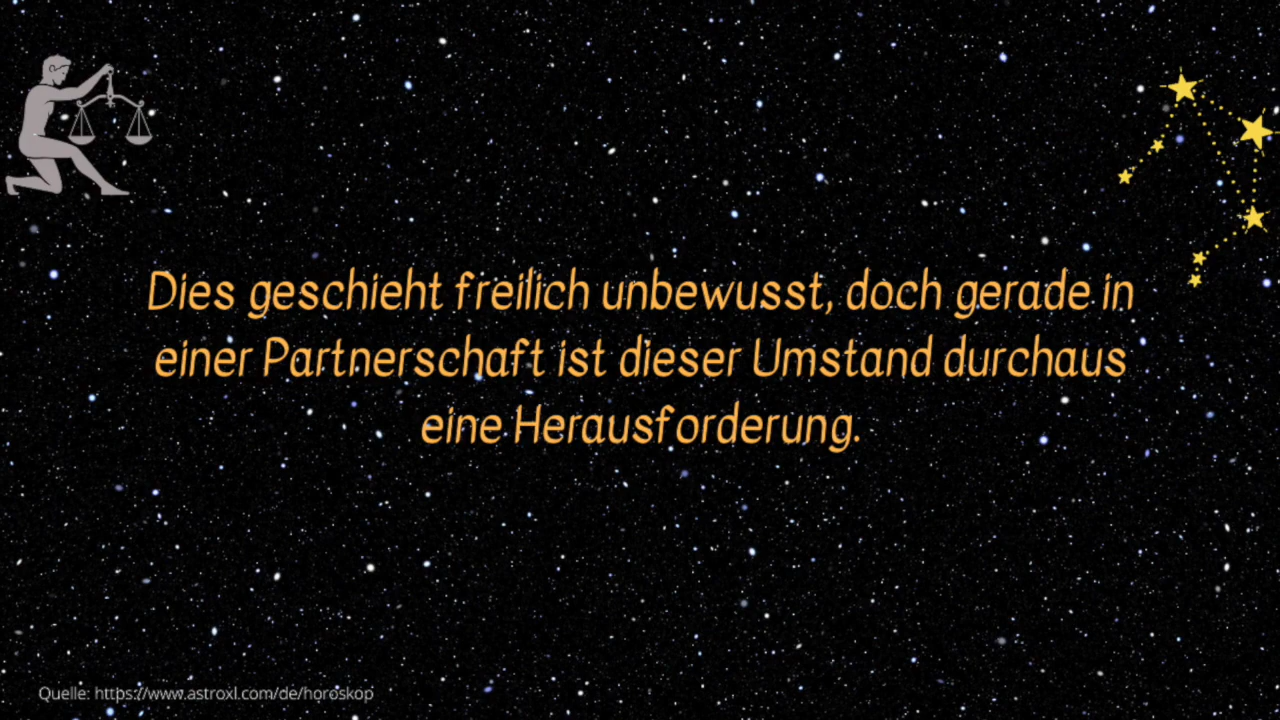 Dies geschieht freilich unbewusst, doch gerade in
einer Partnerschaft ist dieser Umstand durchaus
eine Herausforderung.
Quelle: https://www.astroxl.com/de/horoskop